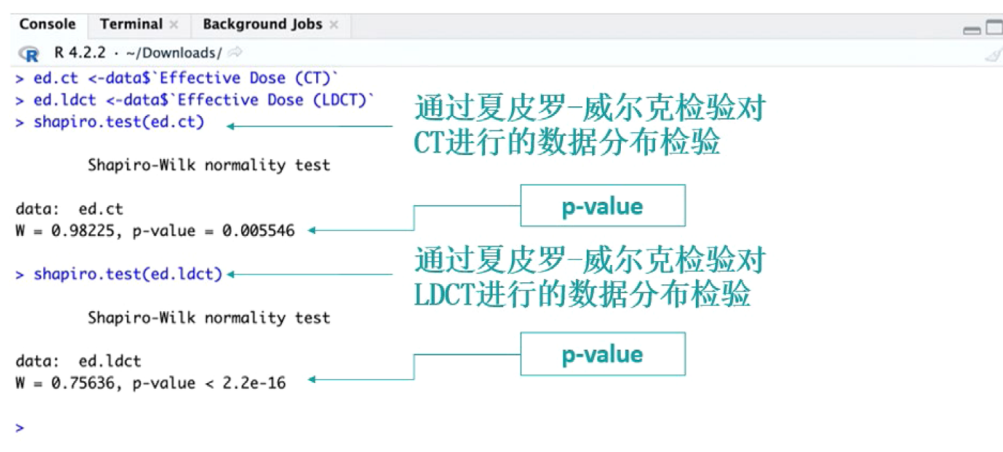 Console Terminal × Background Jobs ×
R R 4.2.2 · ~/Downloads/
> ed.ct <-data$`Effective Dose (CT)`
> ed.ldct <-data$`Effective Dose (LDCT)`
> shapiro.test(ed.ct)
通过夏皮罗-威尔克检验对
CT进行的数据分布检验
Shapiro-Wilk normality test
data: ed.ct
W = 0.98225, p-value = 0.005546
p-value
> shapiro.test(ed.ldct)
通过夏皮罗-威尔克检验对
LDCT进行的数据分布检验
Shapiro-Wilk normality test
data: ed.ldct
W = 0.75636, p-value < 2.2e-16
p-value
>